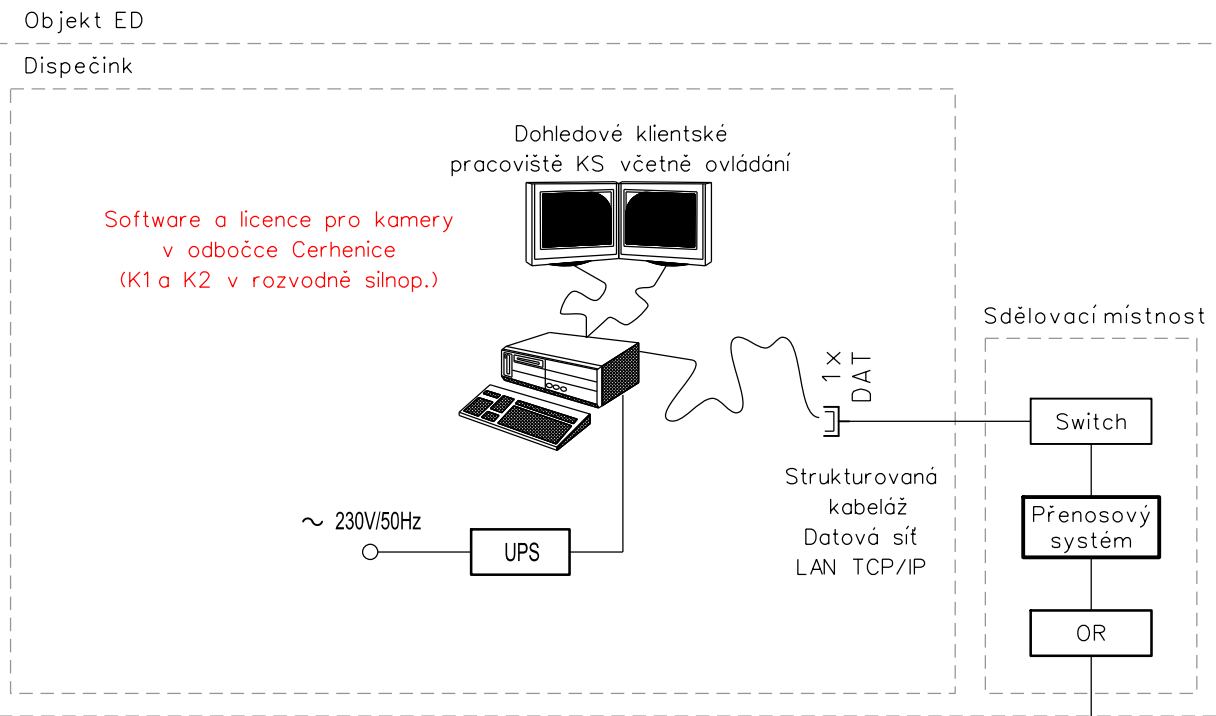 Objekt ED
Dispečink
Dohledové klientské
pracoviště KS včetně ovládání
Software a licence pro kamery
v odbočce Cerhenice
(K1 a K2 v rozvodně silnop.)
Sdělovací místnost
1x
DAT
Switch
Strukturovaná
kabeláž
Datová síť
LAN TCP/IP
Přenosový
systém
~ 230V/50Hz
UPS
OR